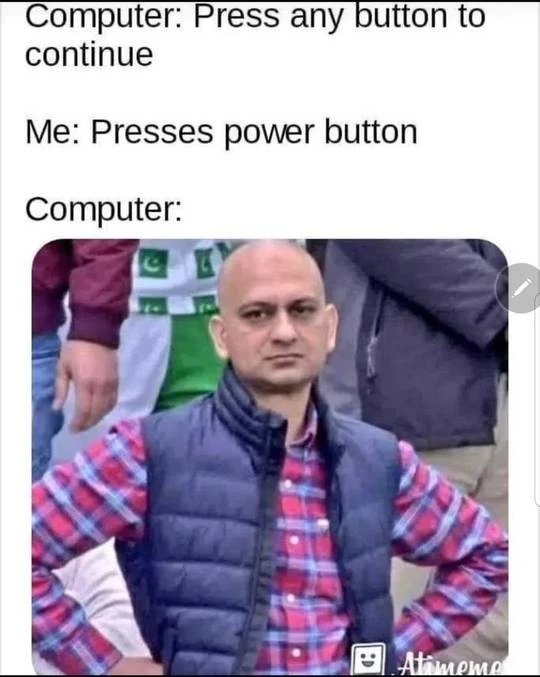 Computer: Press any button to
continue
Me: Presses power button
Computer:
Atimeme